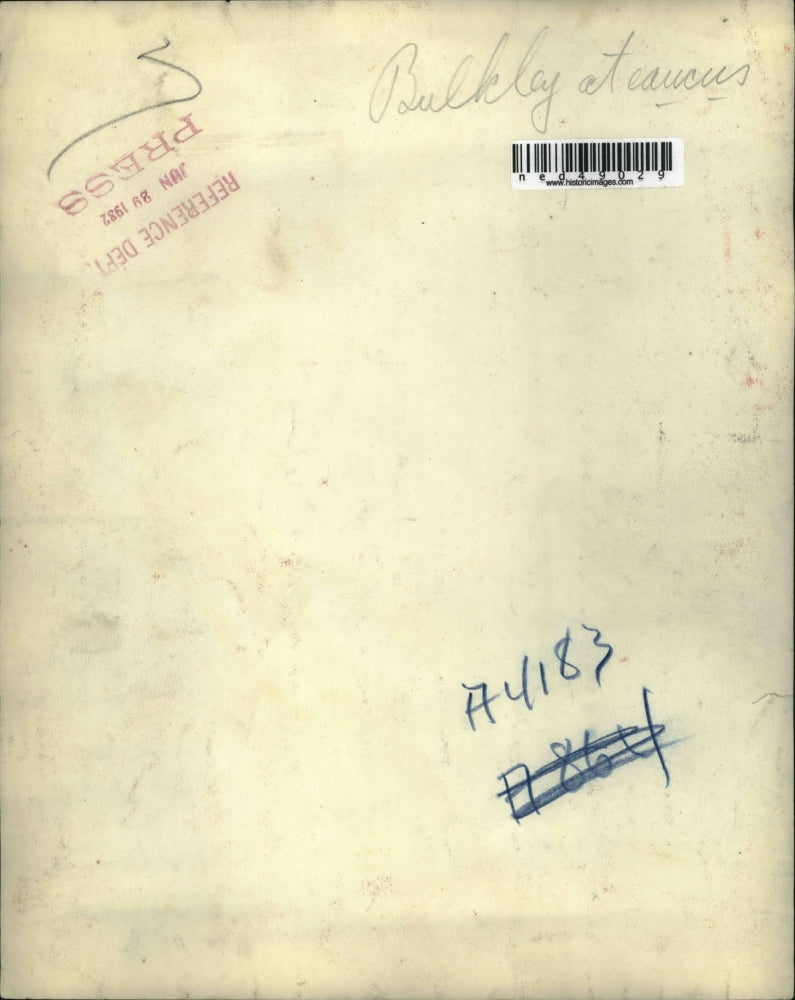 Bulkley at caucus
PRESS
JUN 29 1982
REFERENCE DEPT.
ned49029
www.historicimages.com
A4183